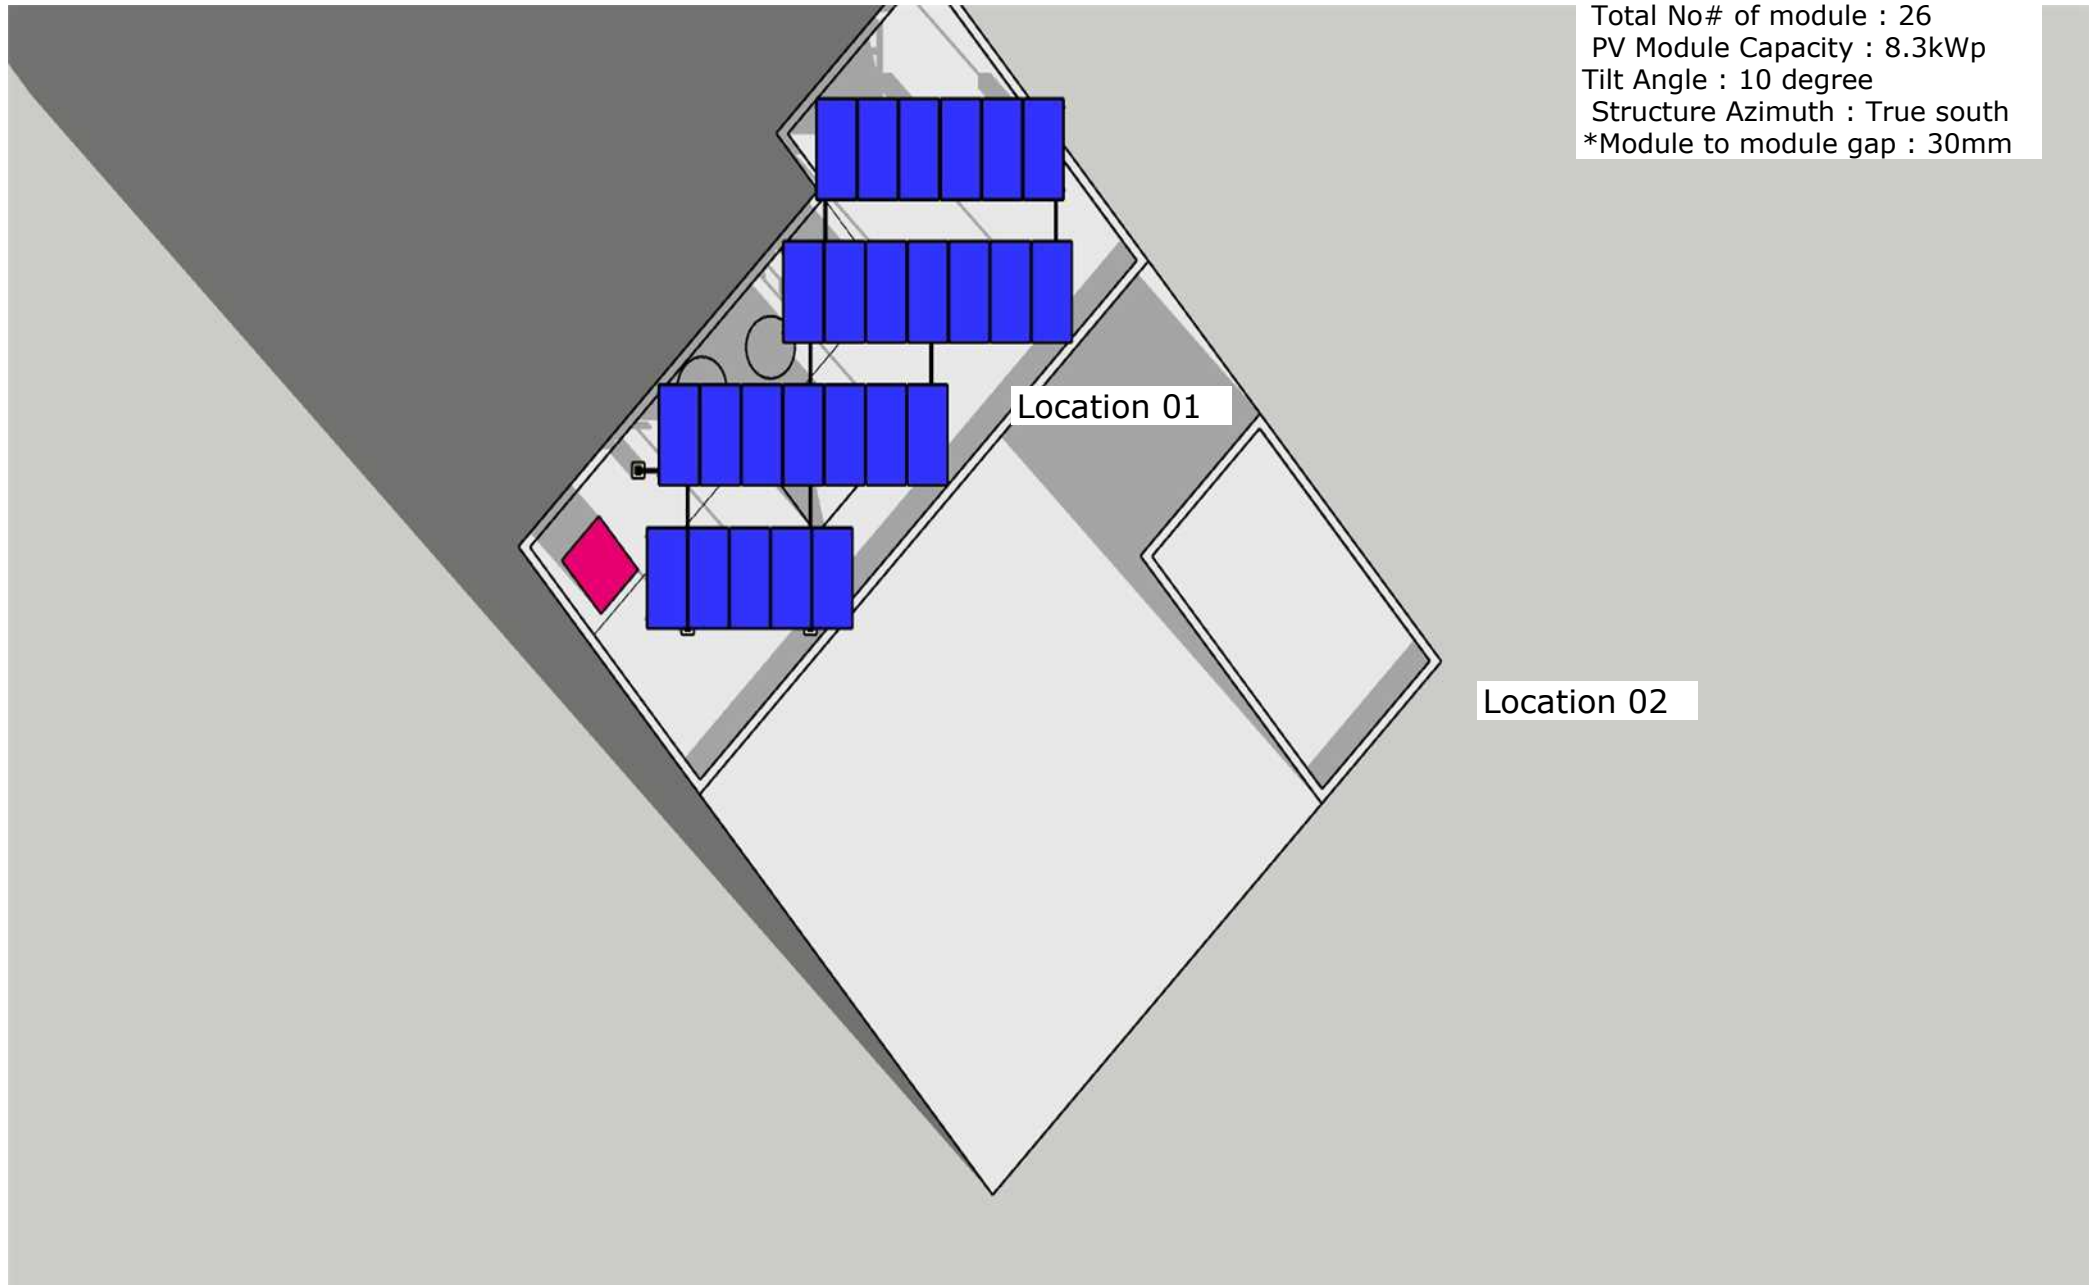 Total No# of module : 26
PV Module Capacity : 8.3kWp
Tilt Angle : 10 degree
Structure Azimuth : True south
*Module to module gap : 30mm
Location 01
Location 02